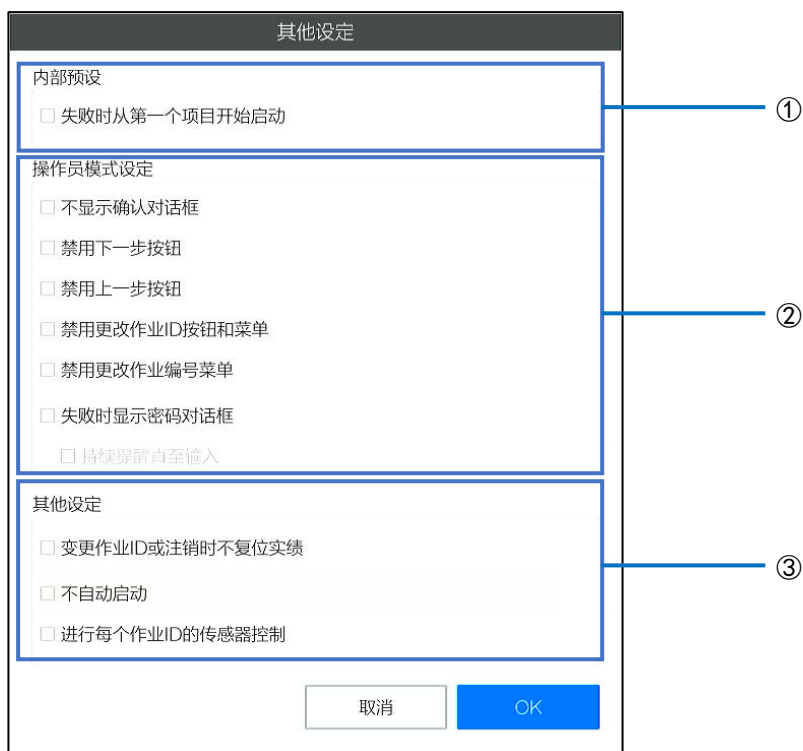 其他设定
内部预设
失败时从第一个项目开始启动
①
操作员模式设定
不显示确认对话框
禁用下一步按钮
禁用上一步按钮
禁用更改作业ID按钮和菜单
②
禁用更改作业编号菜单
失败时显示密码对话框
持续提醒直至输入
其他设定
变更作业ID或注销时不复位实绩
③
不自动启动
进行每个作业ID的传感器控制
取消
OK